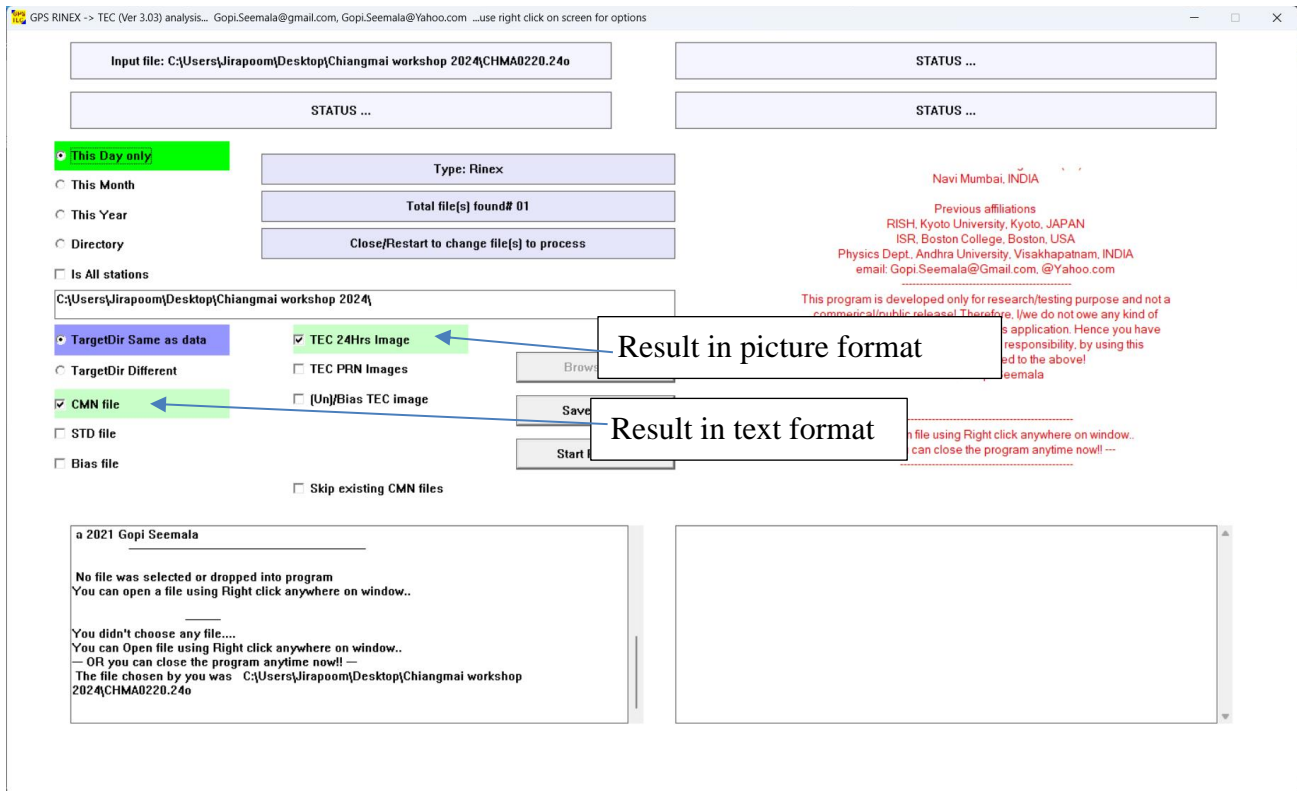 GPS RINEX -> TEC (Ver 3.03) analysis... Gopi.Seemala@gmail.com, Gopi.Seemala@Yahoo.com ...use right click on screen for options
Input file: C:\Users\Jirapoom\Desktop\Chiangmai workshop 2024\CHMA0220.24o
STATUS ...
STATUS ...
STATUS ...
This Day only
This Month
This Year
Directory
Is All stations
Type: Rinex
Total file(s) found# 01
Close/Restart to change file(s) to process
C:\Users\Jirapoom\Desktop\Chiangmai workshop 2024\
TargetDir Same as data
TargetDir Different
CMN file
STD file
Bias file
TEC 24Hrs Image
TEC PRN Images
(Un)/Bias TEC image
Skip existing CMN files
Save
Start
Result in picture format
Result in text format
Navi Mumbai, INDIA
Previous affiliations
RISH, Kyoto University, Kyoto, JAPAN
ISR, Boston College, Boston, USA
Physics Dept., Andhra University, Visakhapatnam, INDIA
email: Gopi.Seemala@Gmail.com, @Yahoo.com
This program is developed only for research/testing purpose and not a
commerical/public release! Therefore, I/we do not owe any kind of
s application. Hence you have
responsibility, by using this
ed to the above!
file using Right click anywhere on window..
can close the program anytime now!! ---
a 2021 Gopi Seemala
No file was selected or dropped into program
You can open a file using Right click anywhere on window..
You didn't choose any file....
You can Open file using Right click anywhere on window..
— OR you can close the program anytime now!! —
The file chosen by you was C:\Users\Jirapoom\Desktop\Chiangmai workshop
2024\CHMA0220.24o